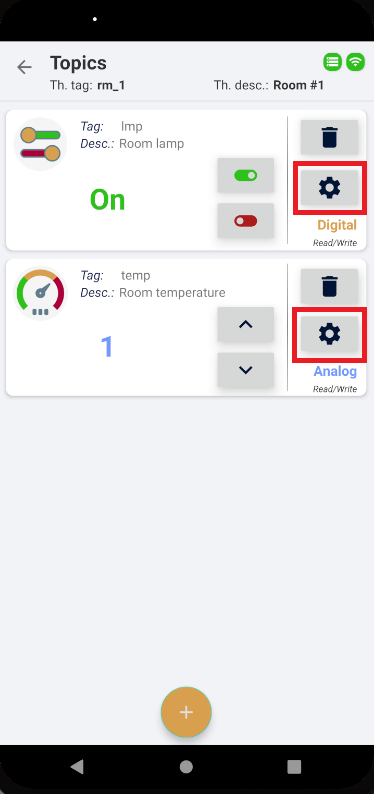 Topics
Th. tag: rm_1 Th. desc.: Room #1
Tag: lmp
Desc.: Room lamp
On
Digital
Read/Write
Tag: temp
Desc.: Room temperature
1
Analog
Read/Write